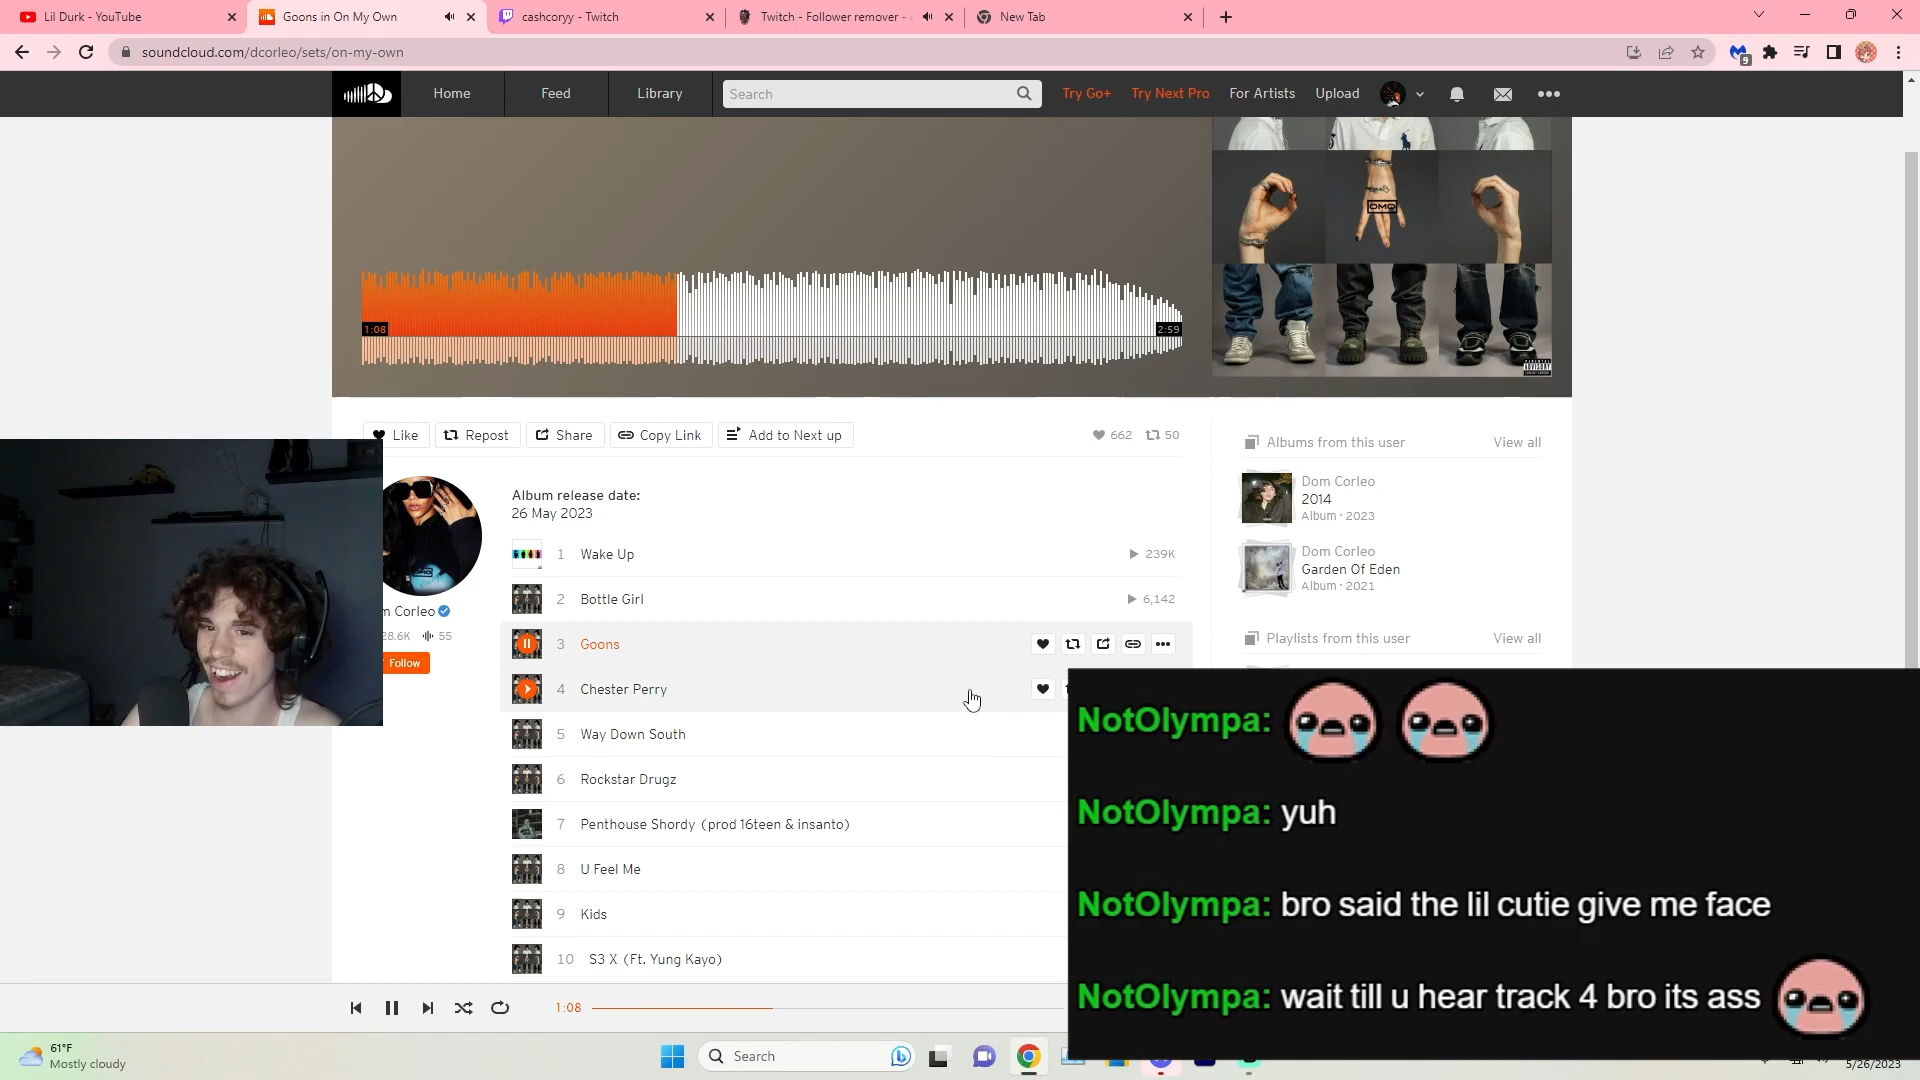 Lil Durk - YouTube
Goons in On My Own
cashcoryy - Twitch
Twitch - Follower remover -
New Tab
soundcloud.com/dcorleo/sets/on-my-own
9
Home
Feed
Library
Search
Try Go+
Try Next Pro
For Artists
Upload
OMO
1:08
2:59
Like
Repost
Share
Copy Link
Add to Next up
662
50
Albums from this user
View all
Dom Corleo
2014
Album · 2023
Dom Corleo
Garden Of Eden
Album · 2021
Playlists from this user
View all
Album release date:
26 May 2023
m Corleo
28.6K
55
Follow
1 Wake Up
239K
2 Bottle Girl
6,142
3 Goons
4 Chester Perry
5 Way Down South
6 Rockstar Drugz
7 Penthouse Shordy (prod 16teen & insanto)
8 U Feel Me
9 Kids
10 S3 X (Ft. Yung Kayo)
NotOlympa:
NotOlympa: yuh
NotOlympa: bro said the lil cutie give me face
NotOlympa: wait till u hear track 4 bro its ass
1:08
61°F
Mostly cloudy
Search
5/26/2023